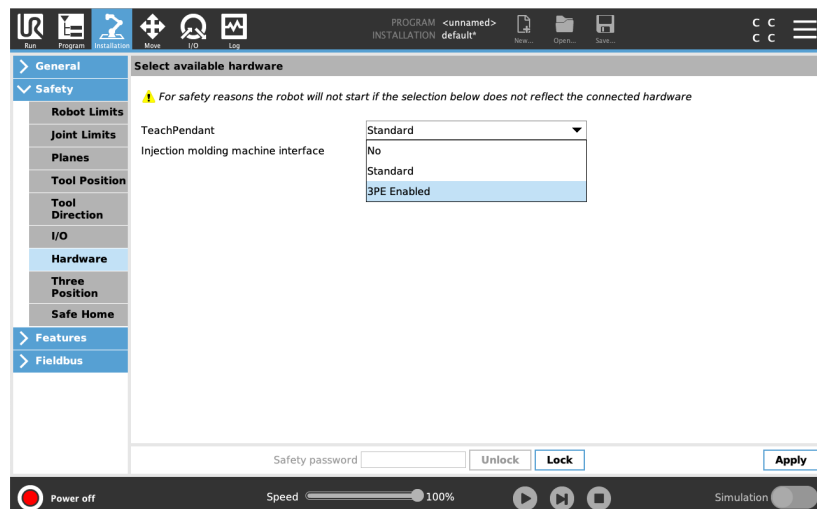 UR
PROGRAM <unnamed>
INSTALLATION default*
Run Program Installation Move I/O Log New... Open... Save...
C C
C C
General
Safety
Robot Limits
Joint Limits
Planes
Tool Position
Tool
Direction
I/O
Hardware
Three
Position
Safe Home
Features
Fieldbus
Select available hardware
For safety reasons the robot will not start if the selection below does not reflect the connected hardware
TeachPendant Standard
Injection molding machine interface No
Standard
3PE Enabled
Safety password Unlock Lock Apply
Power off Speed 100% Simulation